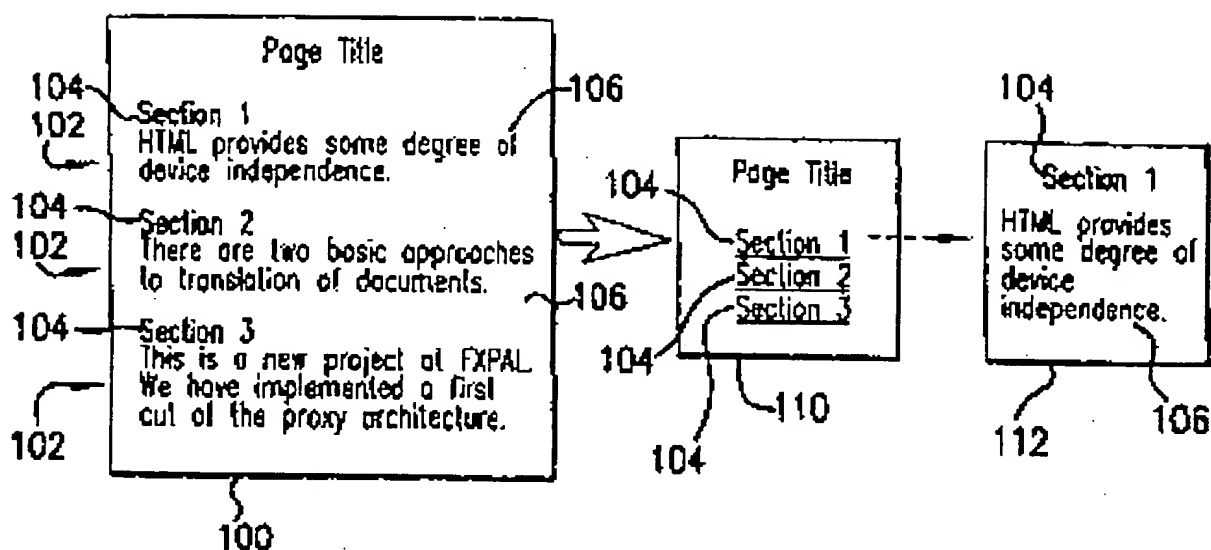 Page Title
104
Section 1
106
102
HTML provides some degree of
device independence.
104
Section 2
102
There are two basic approaches
to translation of documents.
106
104
Section 3
This is a new project at FXPAL.
102
We have implemented a first
cut of the proxy architecture.
100
Page Title
104
Section 1
Section 2
Section 3
104
104
110
104
Section 1
HTML provides
some degree of
device
independence.
112
106